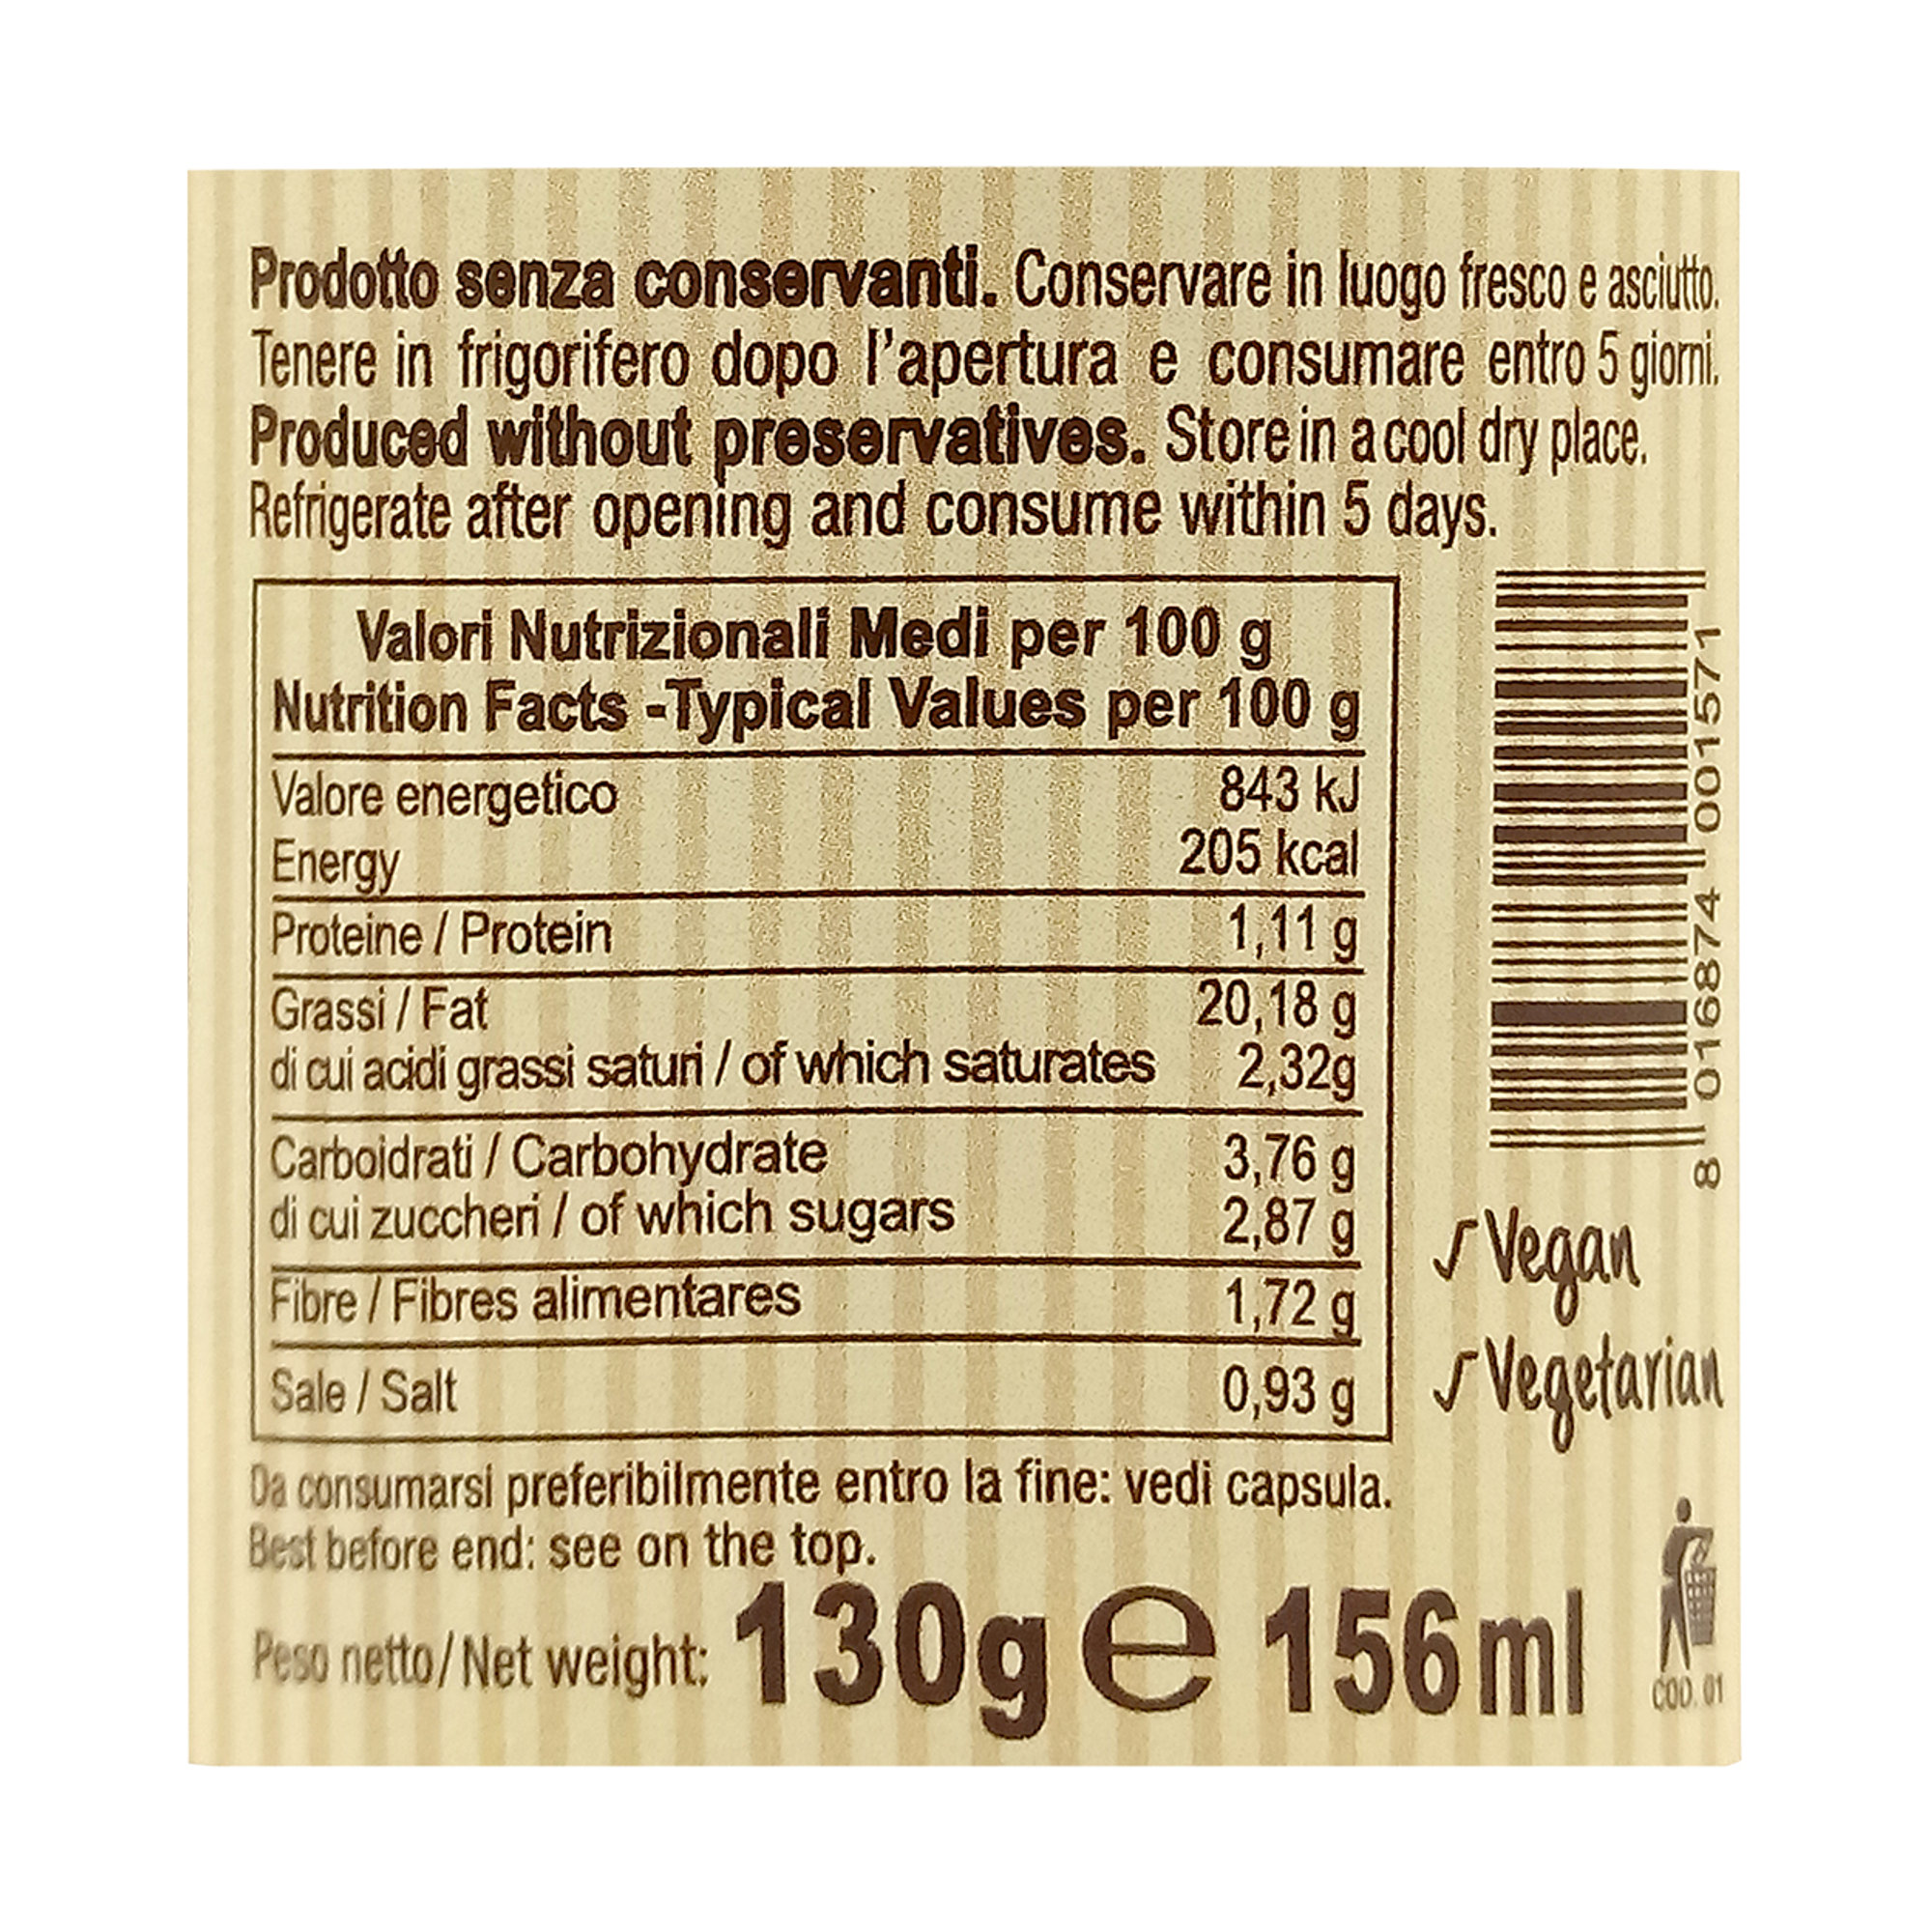 Prodotto senza conservanti. Conservare in luogo fresco e asciutto.
Tenere in frigorifero dopo l'apertura e consumare entro 5 giorni.
Produced without preservatives. Store in a cool dry place.
Refrigerate after opening and consume within 5 days.
Valori Nutrizionali Medi per 100 g
Nutrition Facts -Typical Values per 100 g
Valore energetico 843 kJ
Energy 205 kcal
Proteine / Protein 1,11 g
Grassi / Fat 20,18 g
di cui acidi grassi saturi / of which saturates 2,32g
Carboidrati / Carbohydrate 3,76 g
di cui zuccheri / of which sugars 2,87 g
Fibre / Fibres alimentares 1,72 g
Sale / Salt 0,93 g
8 016874 001571
√ Vegan
√ Vegetarian
Da consumarsi preferibilmente entro la fine: vedi capsula.
Best before end: see on the top.
Peso netto/Net weight: 130g e 156ml
COD. 01